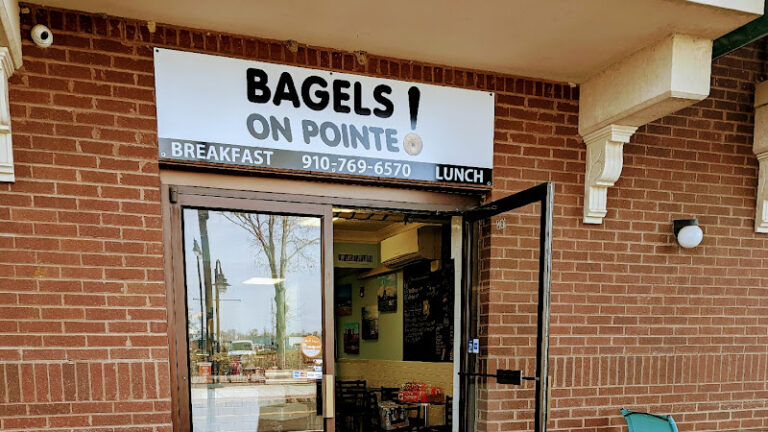 BAGELS!
ON POINTE
BREAKFAST 910-769-6570 LUNCH